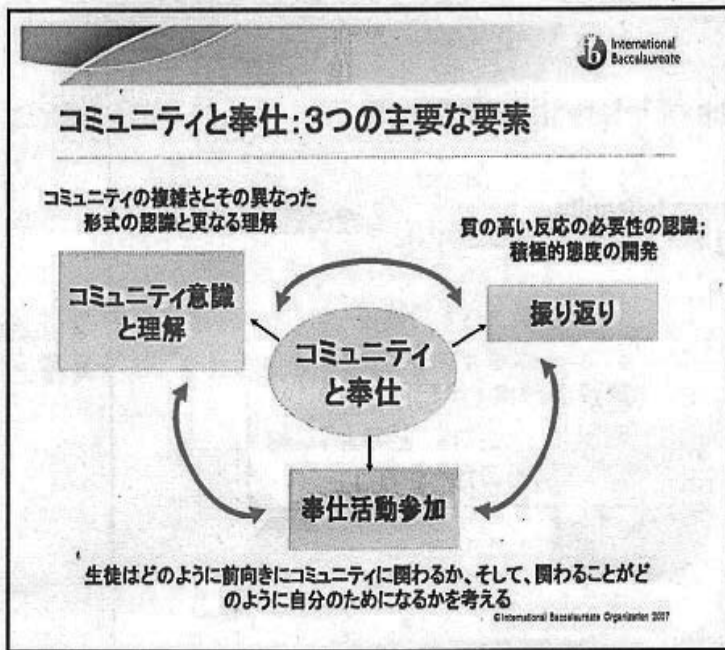 International
Baccalaureate
コミュニティと奉仕:3つの主要な要素
コミュニティの複雑さとその異なった
形式の認識と更なる理解
質の高い反応の必要性の認識;
積極的態度の開発
コミュニティ意識
と理解
振り返り
コミュニティ
と奉仕
奉仕活動参加
生徒はどのように前向きにコミュニティに関わるか、そして、関わることがど
のように自分のためになるかを考える
©International Baccalaureate Organization 2007